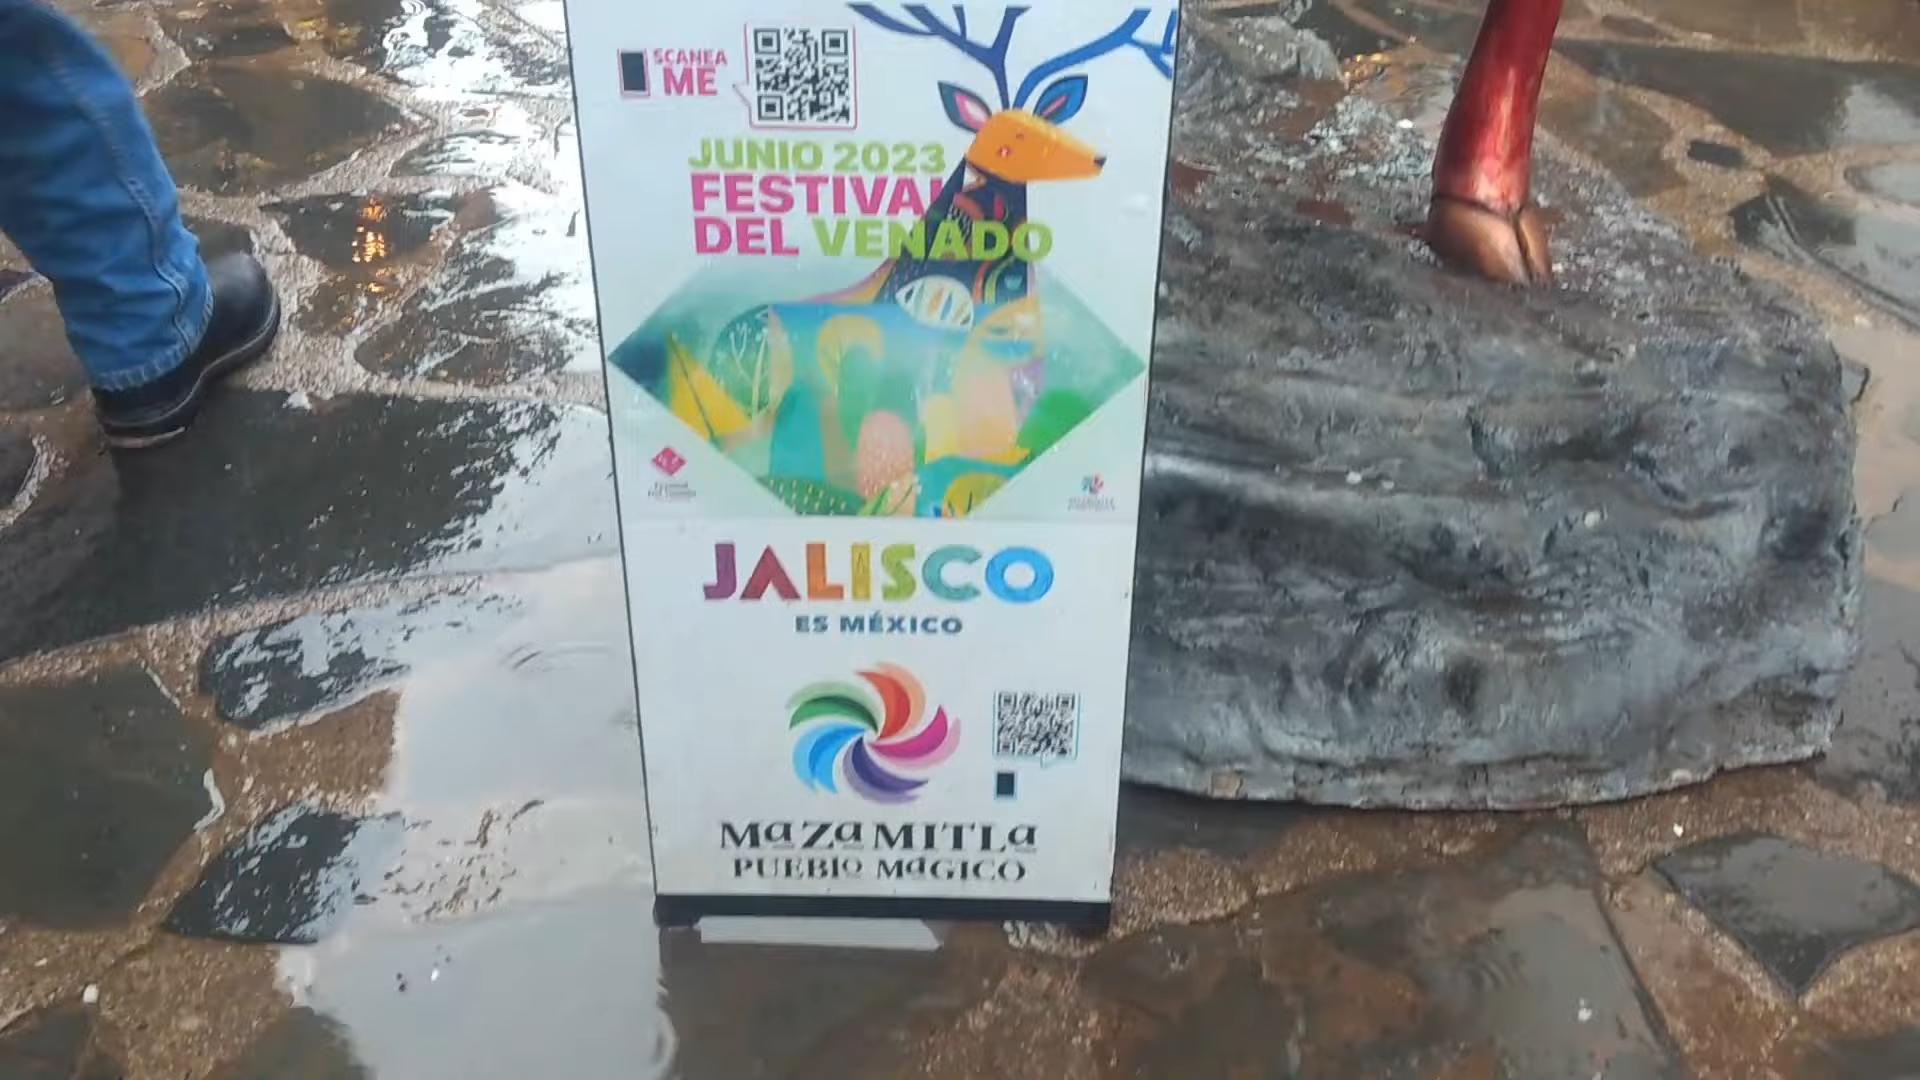 SCANEA
ME
JUNIO 2023
FESTIVAL
DEL VENADO
JALISCO
ES MÉXICO
MaZaMITLa
PUEBlo MaGICO